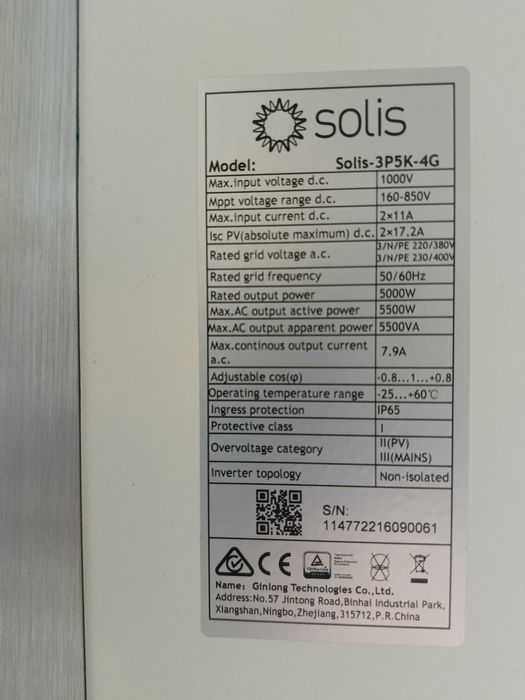 solis
Model: Solis-3P5K-4G
Max.input voltage d.c. 1000V
Mppt voltage range d.c. 160-850V
Max.input current d.c. 2×11A
Isc PV(absolute maximum) d.c. 2×17.2A
Rated grid voltage a.c. 3/N/PE 220/380V
3/N/PE 230/400V
Rated grid frequency 50/60Hz
Rated output power 5000W
Max.AC output active power 5500W
Max.AC output apparent power 5500VA
Max.continous output current
a.c. 7.9A
Adjustable cos(φ) -0.8...1...+0.8
Operating temperature range -25...+60℃
Ingress protection IP65
Protective class I
Overvoltage category II(PV)
III(MAINS)
Inverter topology Non-isolated
S/N:
114772216090061
CE
Name: Ginlong Technologies Co.,Ltd.
Address:No.57 Jintong Road,Binhai Industrial Park,
Xiangshan,Ningbo,Zhejiang,315712,P.R.China